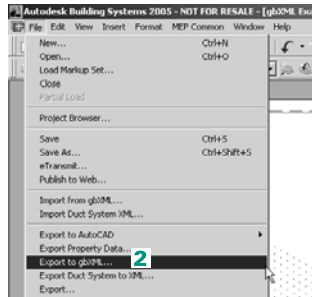 Autodesk Building Systems 2005 - NOT FOR RESALE - [gbXML Exa
File Edit View Insert Format MEP Common Window Help
New... Ctrl+N
Open... Ctrl+O
Load Markup Set...
Close
Partial Load
Project Browser...
Save Ctrl+S
Save As... Ctrl+Shift+S
eTransmit...
Publish to Web...
Import from gbXML...
Import Duct System XML...
Export to AutoCAD
Export Property Data...
Export to gbXML... 2
Export Duct System to XML...
Export...